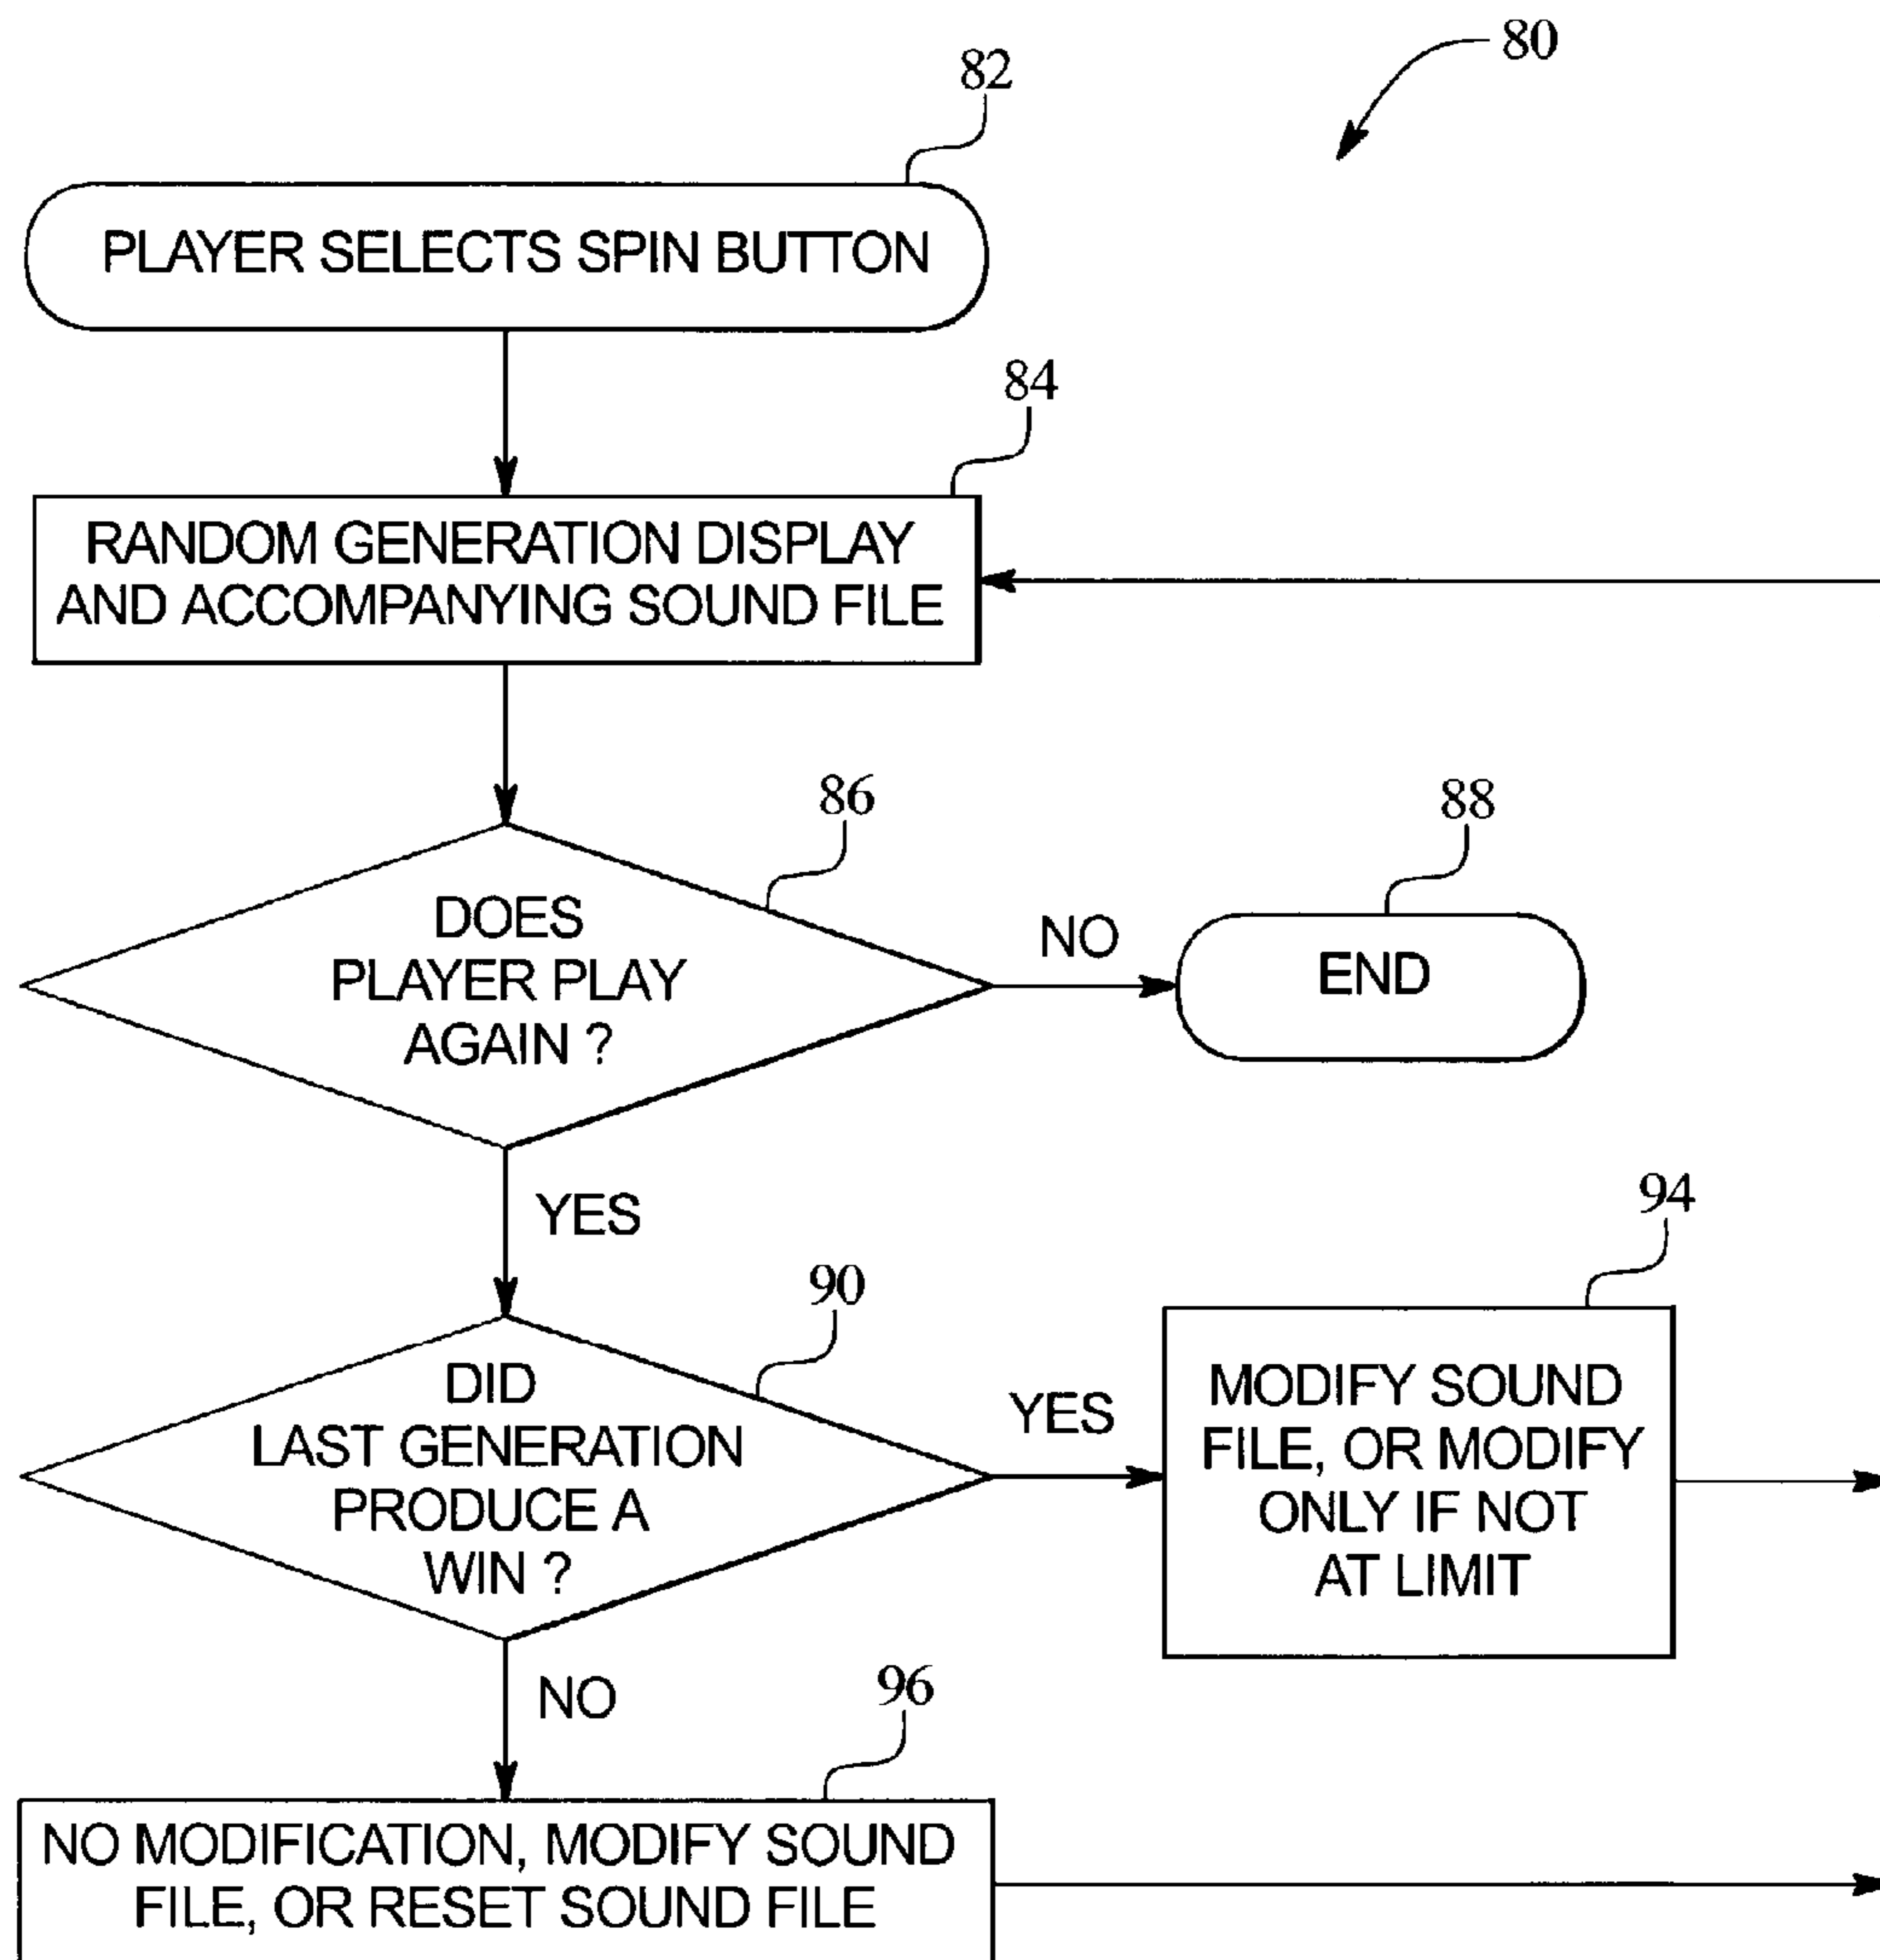 80
82
PLAYER SELECTS SPIN BUTTON
84
RANDOM GENERATION DISPLAY
AND ACCOMPANYING SOUND FILE
86
DOES
PLAYER PLAY
AGAIN ?
NO
88
END
YES
90
DID
LAST GENERATION
PRODUCE A
WIN ?
YES
94
MODIFY SOUND
FILE, OR MODIFY
ONLY IF NOT
AT LIMIT
NO
96
NO MODIFICATION, MODIFY SOUND
FILE, OR RESET SOUND FILE